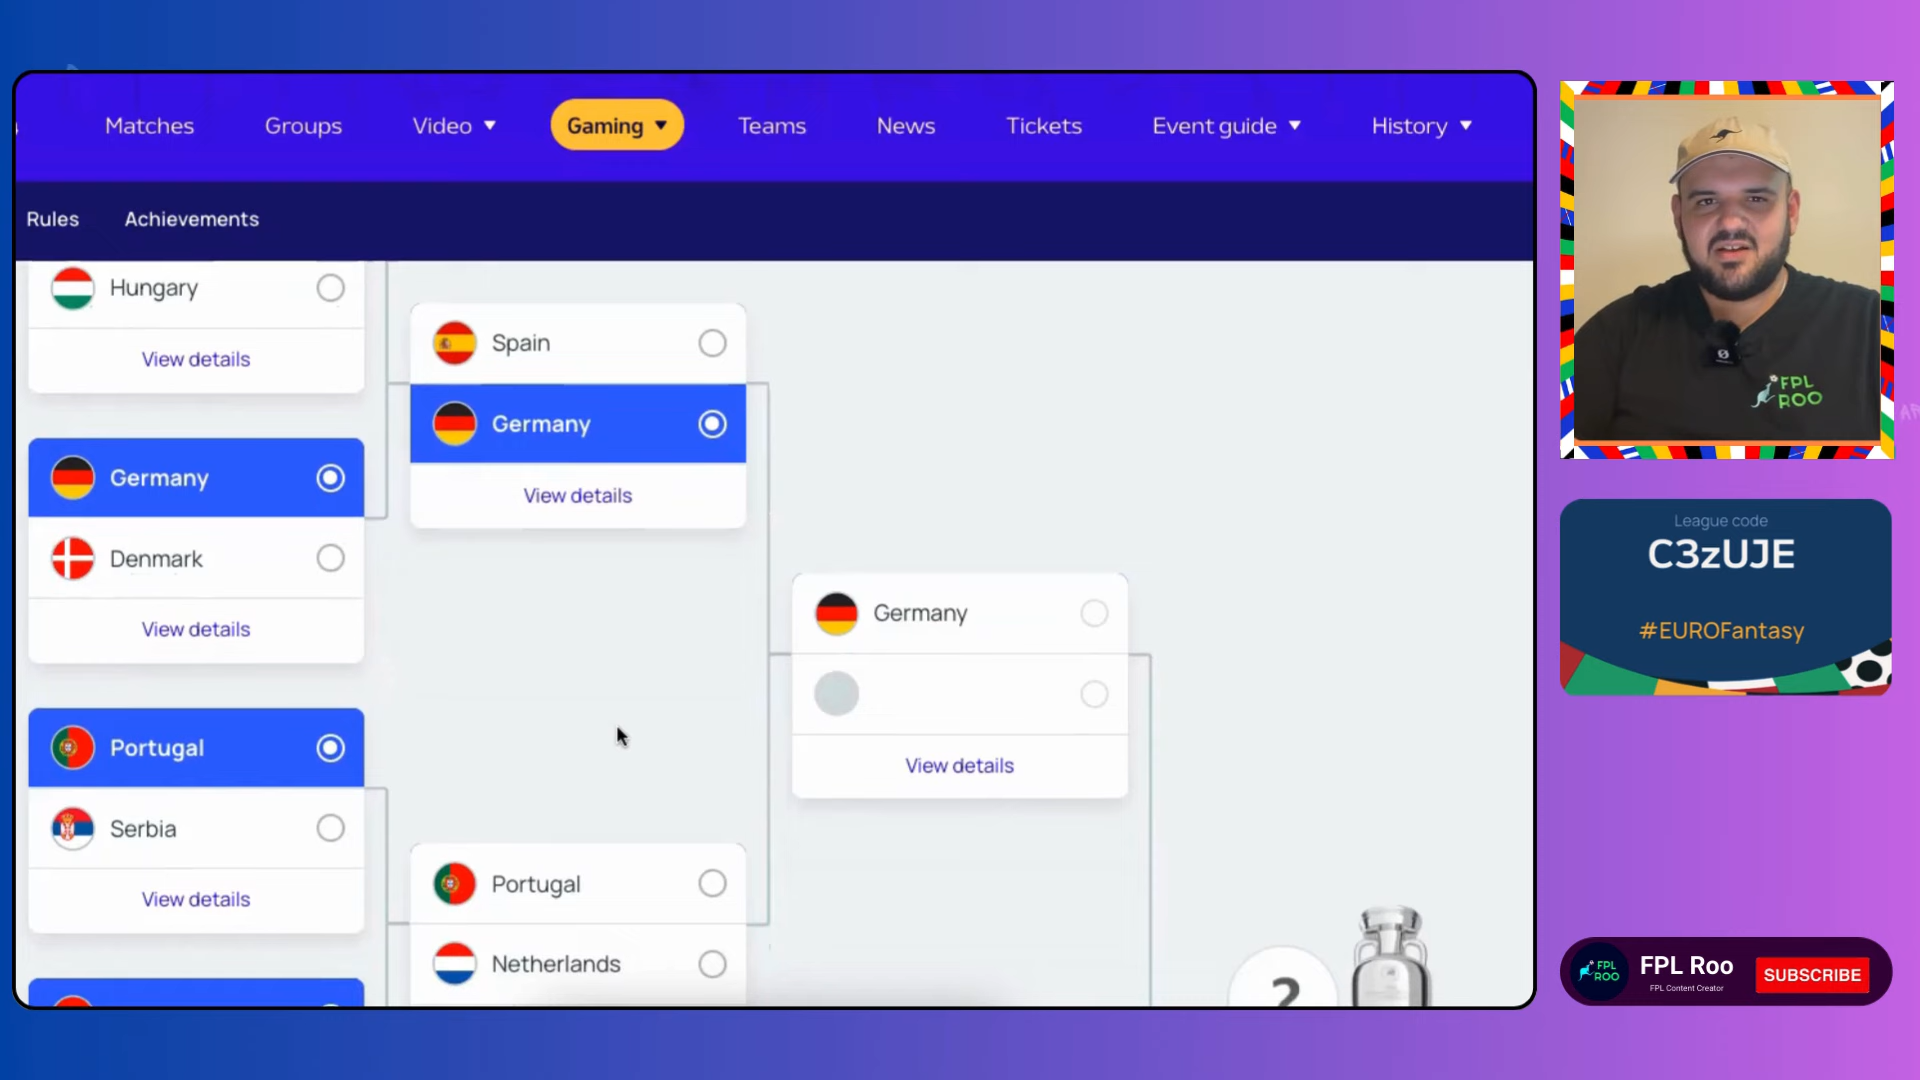 Matches Groups Video Gaming Teams News Tickets Event guide History
Rules Achievements
Hungary
View details
Germany
Denmark
View details
Portugal
Serbia
View details
Spain
Germany
View details
Portugal
Netherlands
Germany
View details
?
FPL
ROO
League code
C3zUJE
#EUROFantasy
FPL
ROO
FPL Roo
FPL Content Creator
SUBSCRIBE